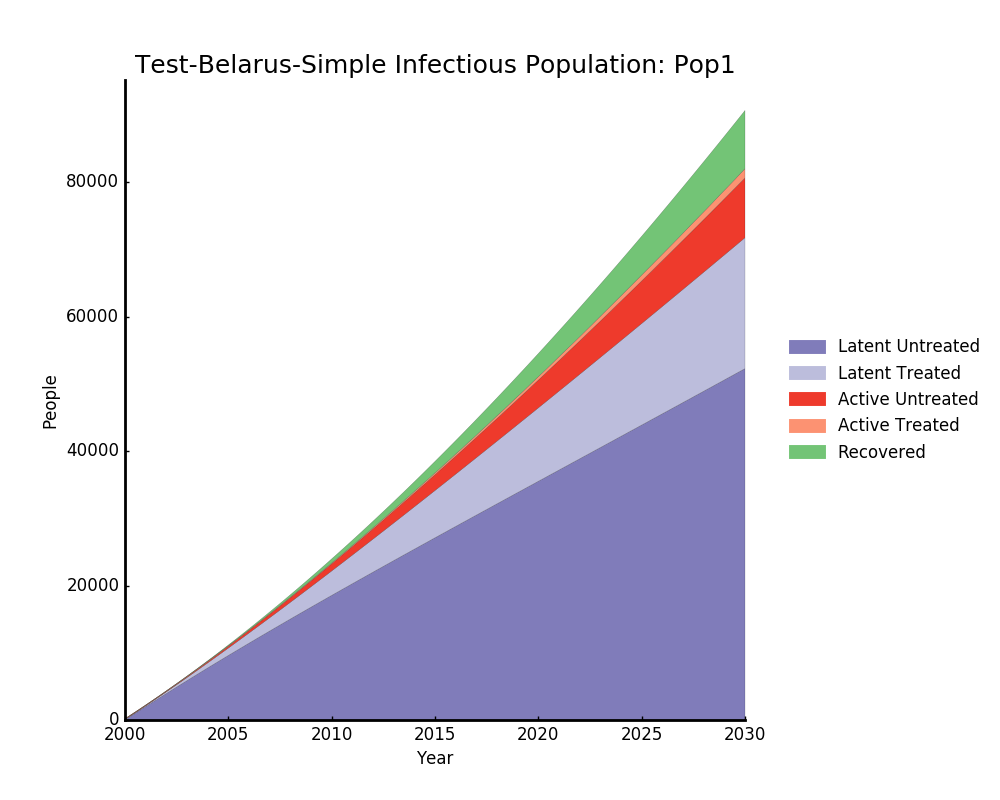 Test-Belarus-Simple Infectious Population: Pop1
80000
60000
40000
20000
0
People
2000 2005 2010 2015 2020 2025 2030
Year
Latent Untreated
Latent Treated
Active Untreated
Active Treated
Recovered